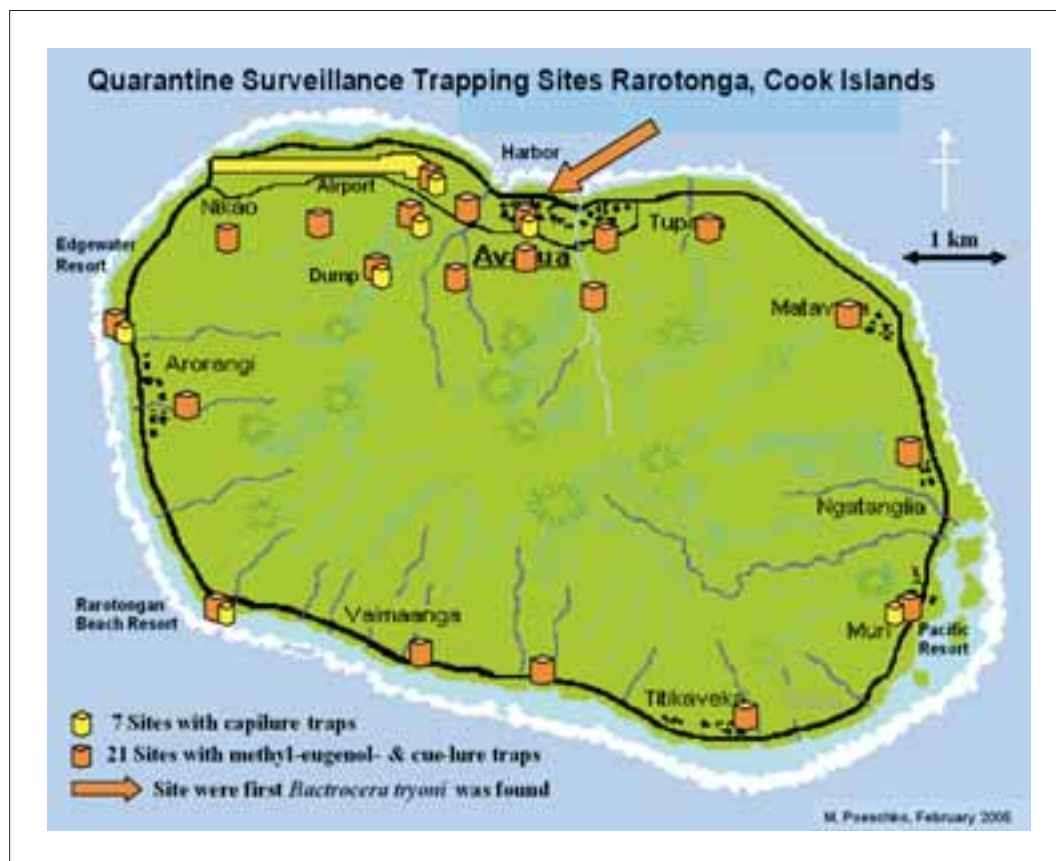 Quarantine Surveillance Trapping Sites Rarotonga, Cook Islands
Harbor
Airport
Nikao
Tup
Edgewater
Resort
Dump
1 km
Arorangi
Ngatangiia
Rarotongan
Beach Resort
Vaimaanga
Muri
Pacific
Resort
Titikaveka
7 Sites with capilure traps
21 Sites with methyl-eugenol- & cue-lure traps
Site were first Bactrocera tryoni was found
M. Poeschko, February 2006